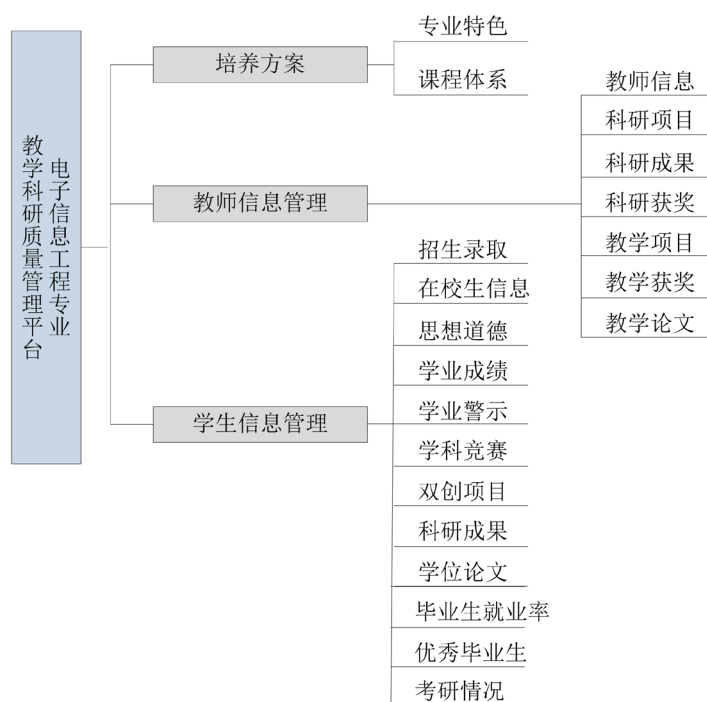 电子信息工程专业
教学科研质量管理平台
培养方案
专业特色
课程体系
教师信息管理
教师信息
科研项目
科研成果
科研获奖
教学项目
教学获奖
教学论文
学生信息管理
招生录取
在校生信息
思想道德
学业成绩
学业警示
学科竞赛
双创项目
科研成果
学位论文
毕业生就业率
优秀毕业生
考研情况